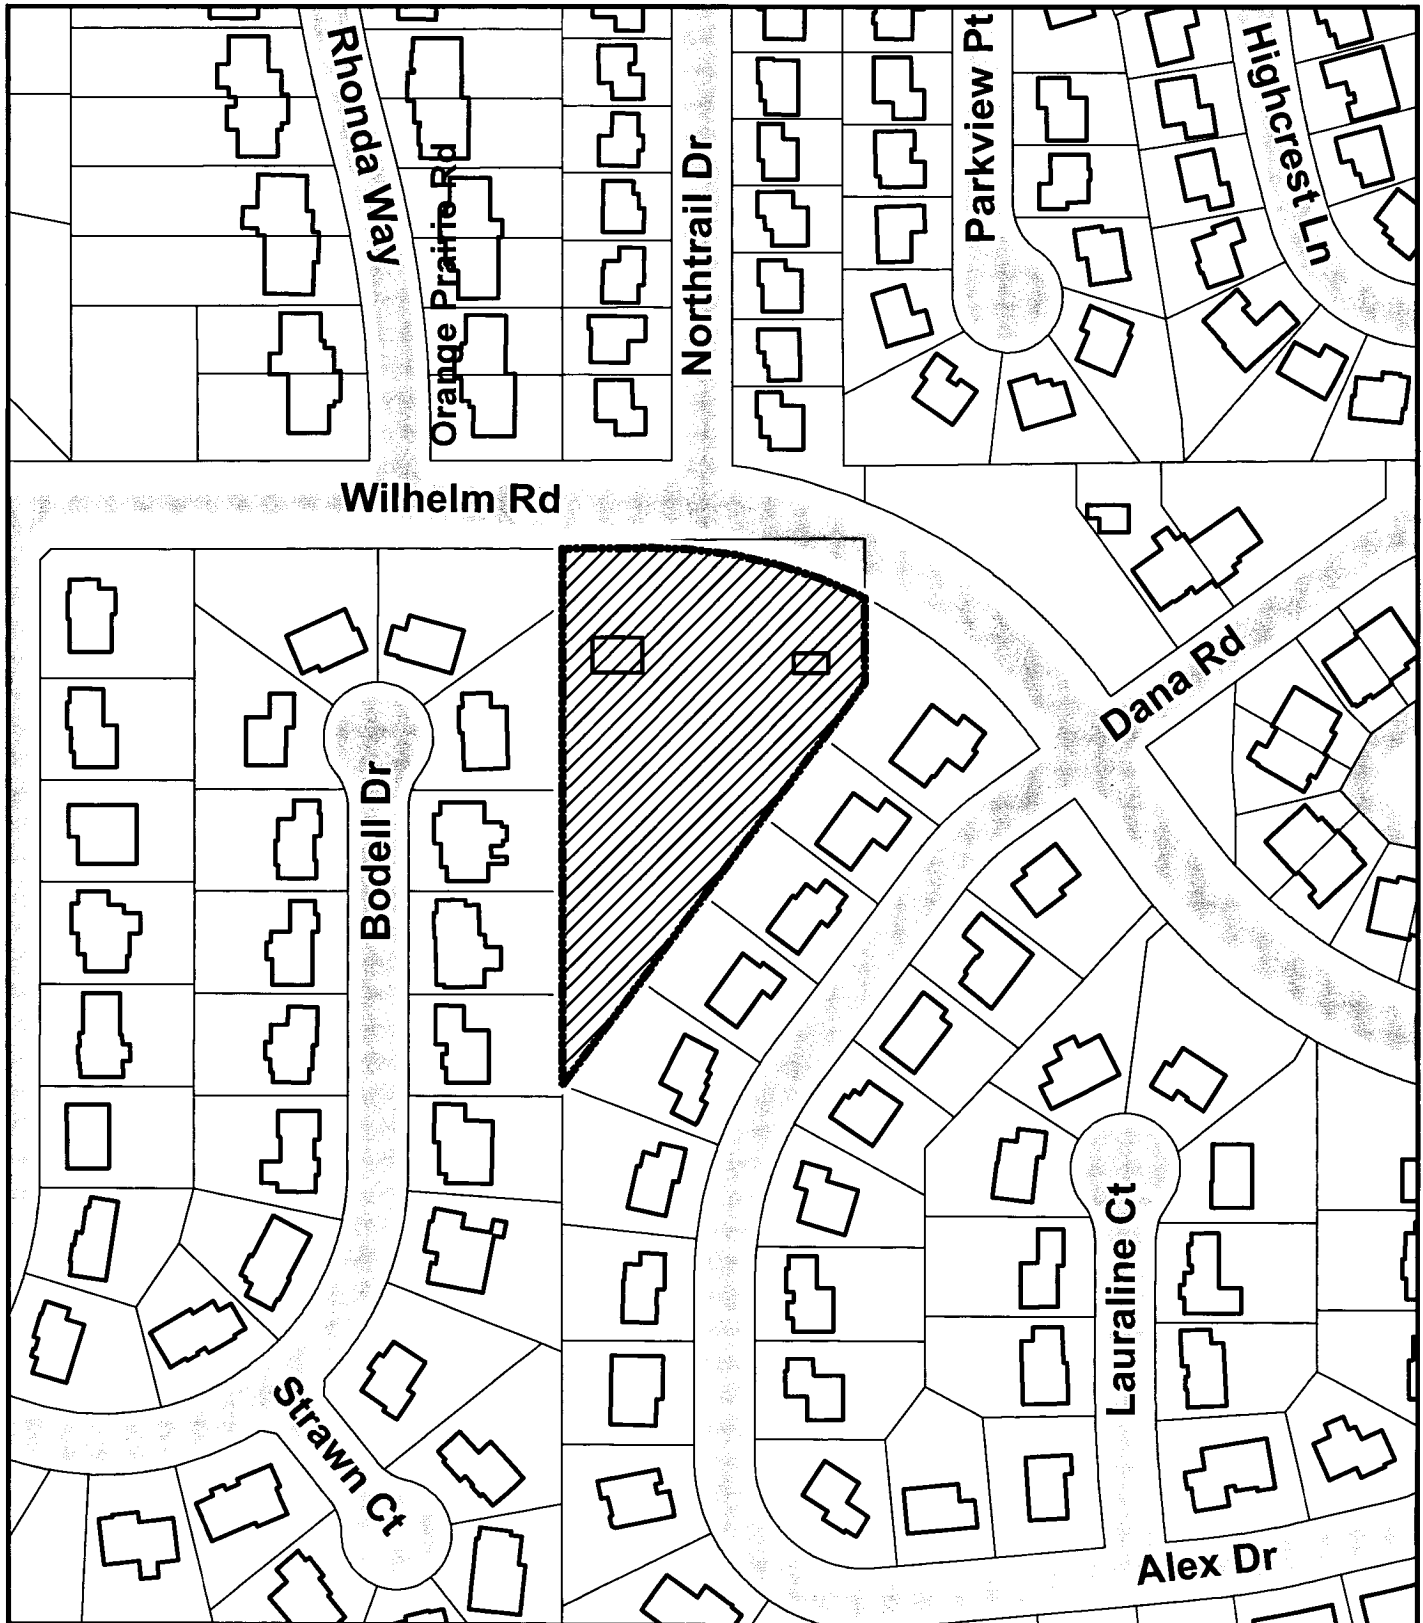 Rhonda Way
Orange Prairie Rd
Northtrail Dr
Parkview Pt
Highcrest Ln
Wilhelm Rd
Dana Rd
Bodell Dr
Lauraline Ct
Strawn Ct
Alex Dr